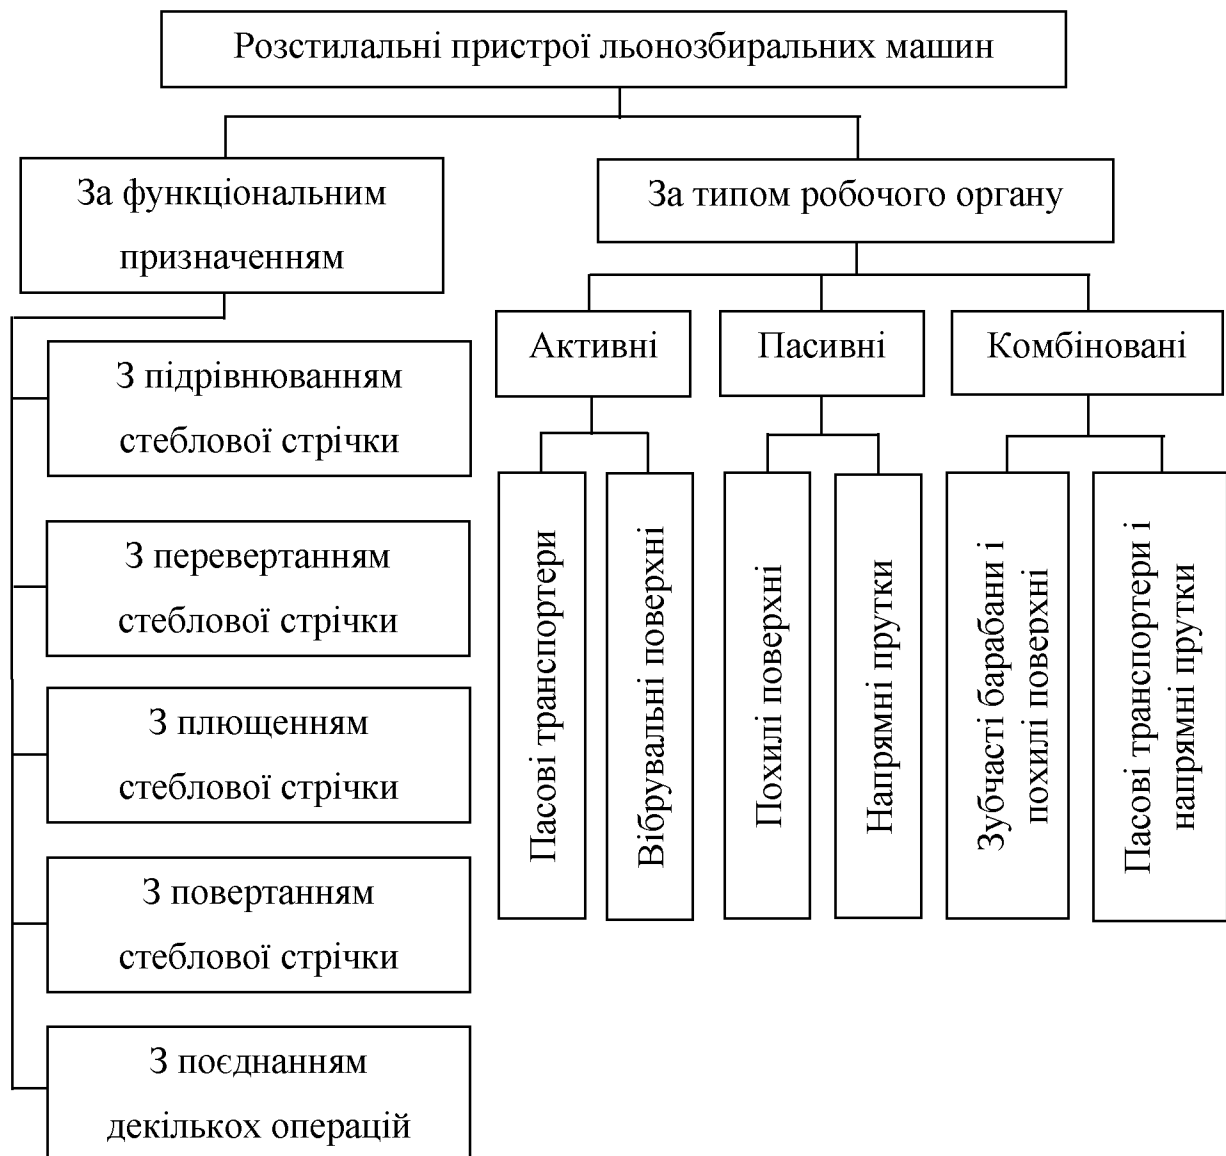 Розстилальні пристрої льонозбиральних машин
За функціональним
призначенням
З підрівнюванням
стеблової стрічки
З перевертанням
стеблової стрічки
З плющенням
стеблової стрічки
З повертанням
стеблової стрічки
З поєднанням
декількох операцій
За типом робочого органу
Активні
Пасові транспортери
Вібрувальні поверхні
Пасивні
Похилі поверхні
Напрямні прутки
Комбіновані
Зубчасті барабани і
похилі поверхні
Пасові транспортери і
напрямні прутки